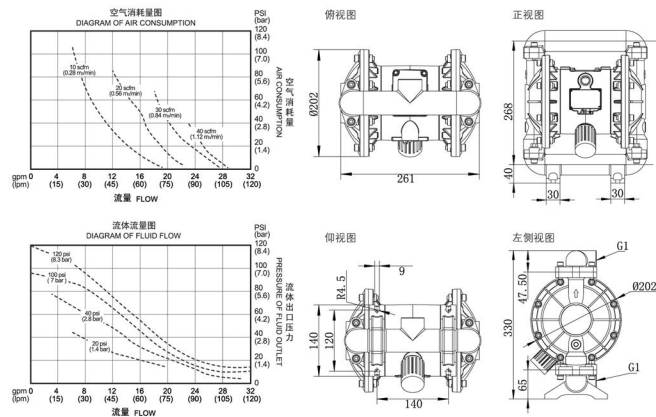 空气消耗量图
DIAGRAM OF AIR CONSUMPTION
PSI
(bar)
120
(8.4)
100
(7.0)
80
(5.6)
60
(4.2)
40
(2.8)
20
(1.4)
0
空气消耗量
AIR CONSUMPTION
10 scfm
(0.28 m/min)
20 scfm
(0.56 m/min)
30 scfm
(0.84 m/min)
40 scfm
(1.12 m/min)
gpm 0 4 8 12 16 20 24 28 32
(lpm) (15) (30) (45) (60) (75) (90) (105) (120)
流量 FLOW
俯视图
Ø202
261
正视图
268
40
30
30
流体流量图
DIAGRAM OF FLUID FLOW
PSI
(bar)
120
(8.4)
100
(7.0)
80
(5.6)
60
(4.2)
40
(2.8)
20
(1.4)
0
流体出口压力
PRESSURE OF FLUID OUTLET
120 psi
(8.3 bar)
100 psi
( 7 bar)
40 psi
(2.8 bar)
20 psi
(1.4 bar)
gpm 0 4 8 12 16 20 24 28 32
(lpm) (15) (30) (45) (60) (75) (90) (105) (120)
流量 FLOW
仰视图
R4.5
9
140
120
140
左侧视图
G1
47.50
Ø202
330
65
G1